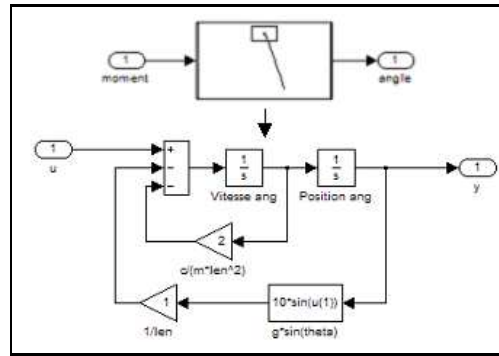 1
moment
1
angle
1
u
+
−
−
1
s
Vitesse ang
1
s
Position ang
1
y
2
c/(m*len^2)
1
1/len
10*sin(u(1))
g*sin(theta)